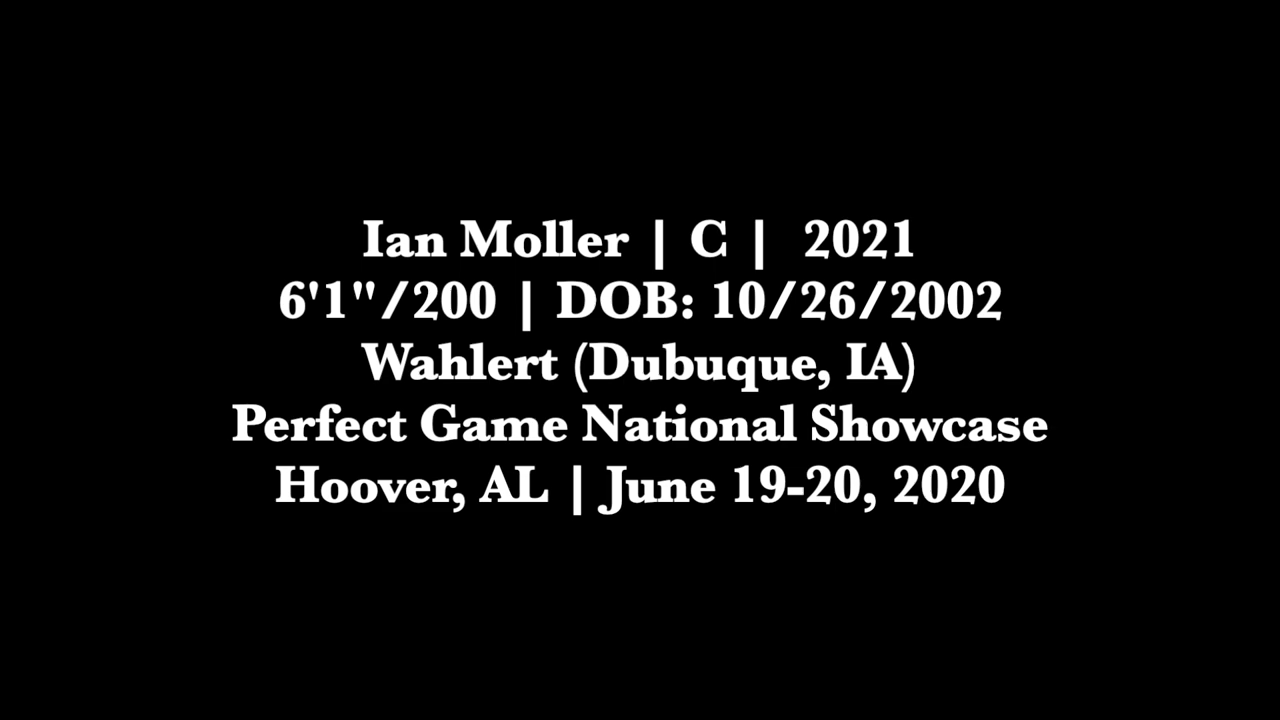 Ian Moller | C | 2021
6'1"/200 | DOB: 10/26/2002
Wahlert (Dubuque, IA)
Perfect Game National Showcase
Hoover, AL | June 19-20, 2020